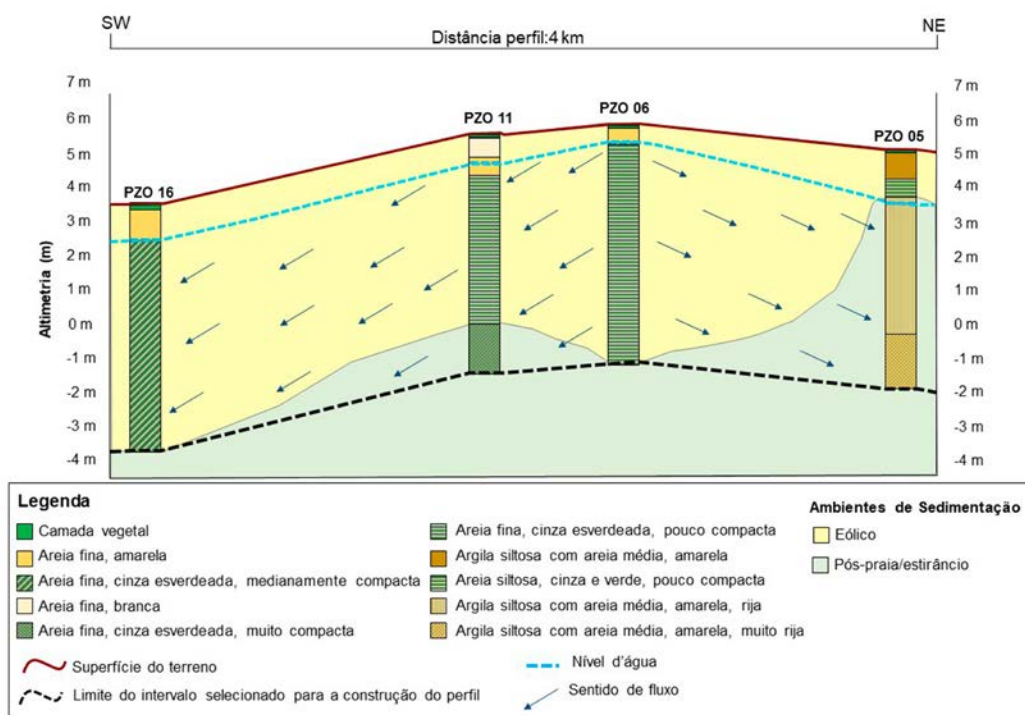 SW
NE
Distância perfil:4 km
7 m
6 m
5 m
4 m
3 m
2 m
1 m
0 m
-1 m
-2 m
-3 m
-4 m
Altimetria (m)
PZO 16
PZO 11
PZO 06
PZO 05
7 m
6 m
5 m
4 m
3 m
2 m
1 m
0 m
-1 m
-2 m
-3 m
-4 m
Legenda
Camada vegetal
Areia fina, amarela
Areia fina, cinza esverdeada, medianamente compacta
Areia fina, branca
Areia fina, cinza esverdeada, muito compacta
Areia fina, cinza esverdeada, pouco compacta
Argila siltosa com areia média, amarela
Areia siltosa, cinza e verde, pouco compacta
Argila siltosa com areia média, amarela, rija
Argila siltosa com areia média, amarela, muito rija
Ambientes de Sedimentação
Eólico
Pós-praia/estirâncio
Superfície do terreno
Limite do intervalo selecionado para a construção do perfil
Nível d'água
Sentido de fluxo